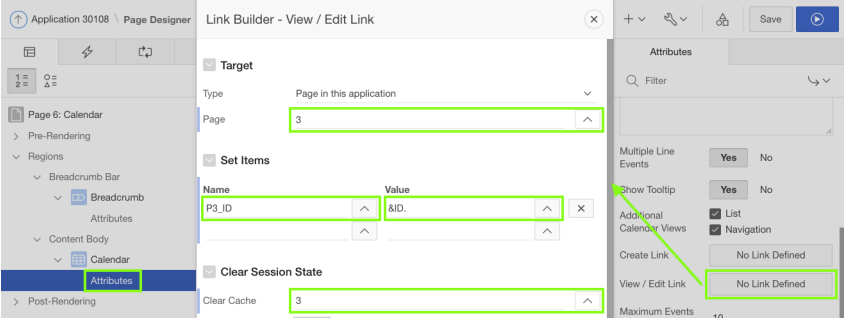 Application 30108 \ Page Designer
Save
1 =
2 =
Page 6: Calendar
Pre-Rendering
Regions
Breadcrumb Bar
Breadcrumb
Attributes
Content Body
Calendar
Attributes
Post-Rendering
Link Builder - View / Edit Link
Target
Type Page in this application
Page 3
Set Items
Name Value
P3_ID &ID.
Clear Session State
Clear Cache 3
Attributes
Filter
Multiple Line
Events
Yes No
Show Tooltip Yes No
Additional
Calendar Views
List
Navigation
Create Link No Link Defined
View / Edit Link No Link Defined
Maximum Events 10